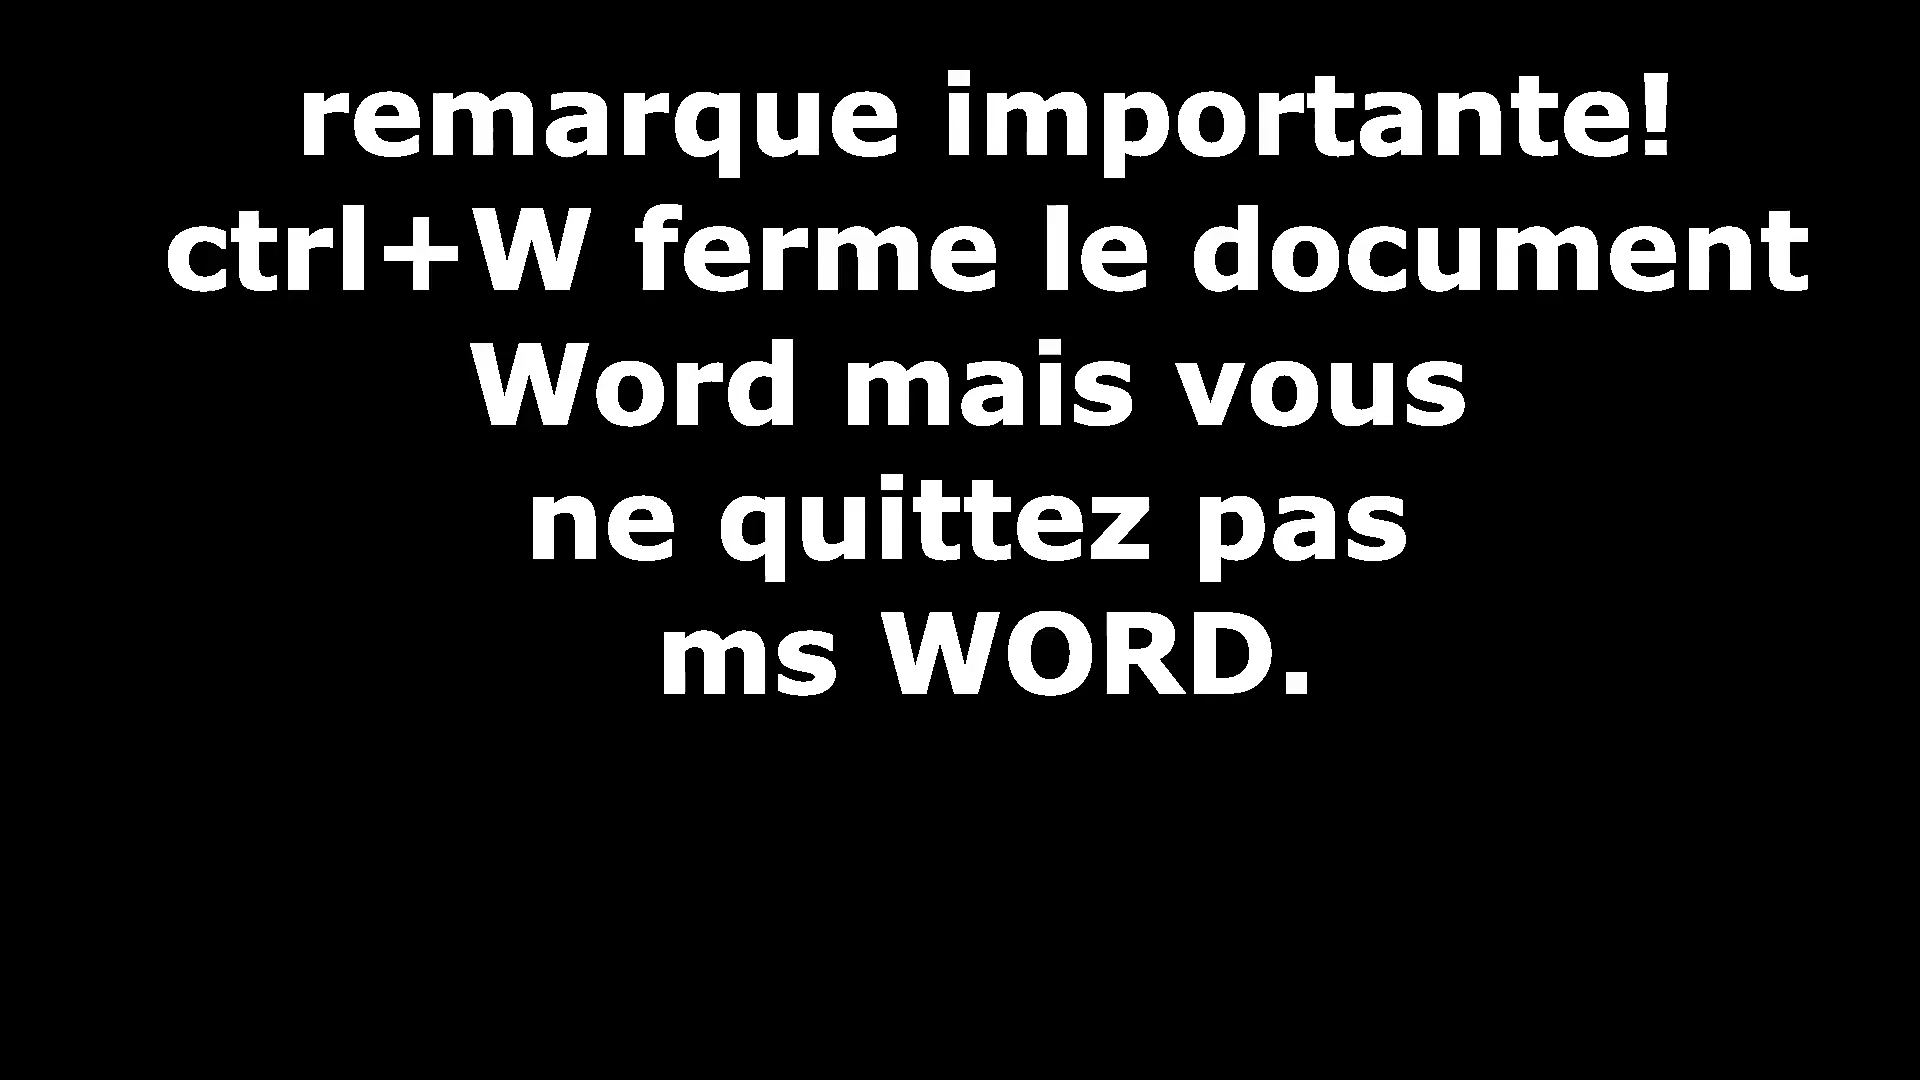 remarque importante!
ctrl+W ferme le document
Word mais vous
ne quittez pas
ms WORD.